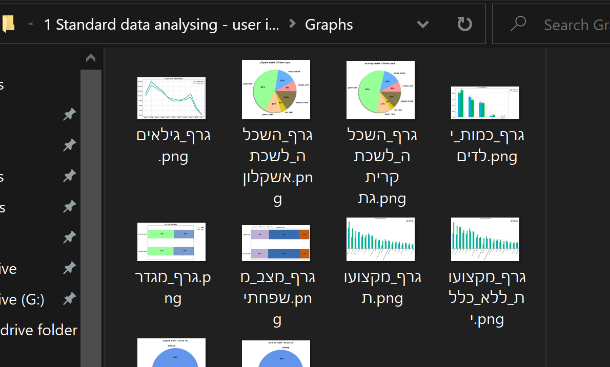 1 Standard data analysing - user i...
Graphs
Search Gr
s
s
s
ive
ive (G:)
drive folder
גרף_גילאים
.png
גרף_השכל
ה_לשכת
אשקלון.pn
g
גרף_השכל
ה_לשכת
קרית
גת.png
גרף_כמות_י
לדים.png
גרף_מגדר.p
ng
גרף_מצב_מ
שפחתי.pn
g
גרף_מקצועו
ת.png
גרף_מקצועו
ת_ללא_כלל
י.png